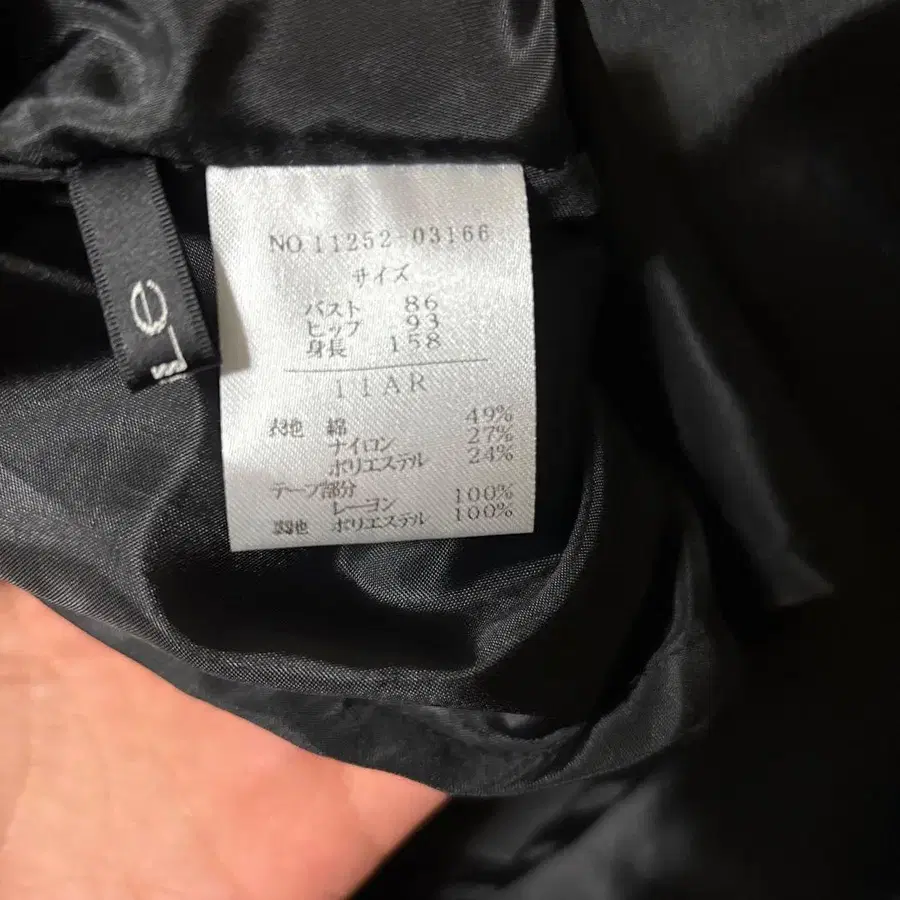 NO 11252-03166
サイズ
バスト 86
ヒップ 93
身長 158
11AR
表地 綿 49%
ナイロン 27%
ポリエステル 24%
テープ部分
レーヨン 100%
裏地 ポリエステル 100%
Le